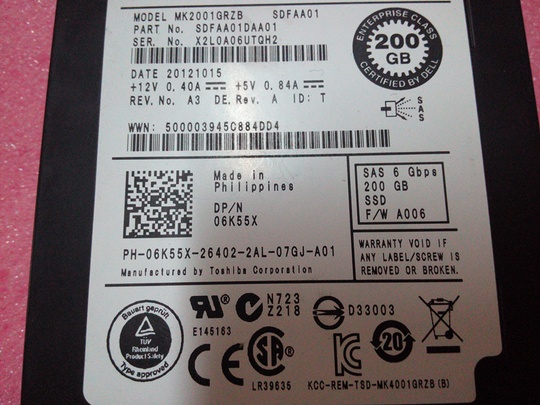 MODEL MK2001GRZB SDFAA01
PART No. SDFAA01DAA01
SER. No. X2L0A06UTQH2
ENTERPRISE CLASS
200
GB
CERTIFIED BY DELL
DATE 20121015
+12V 0.40A +5V 0.84A
REV. No. A3 DE.Rev. A ID: T
SAS
WWN: 500003945C884DD4
Made in
Philippines
DP/N
06K55X
SAS 6 Gbps
200 GB
SSD
F/W A006
PH-06K55X-26402-2AL-07GJ-A01
Manufactured by Toshiba Corporation
WARRANTY VOID IF
ANY LABEL/SCREW IS
REMOVED OR BROKEN.
Bauart geprüft
TÜV
Rheinland
Product Safety
Type approved
E145163
N723
Z218
D33003
CE
SA
LR39635
20
KCC-REM-TSD-MK4001GRZB(B)